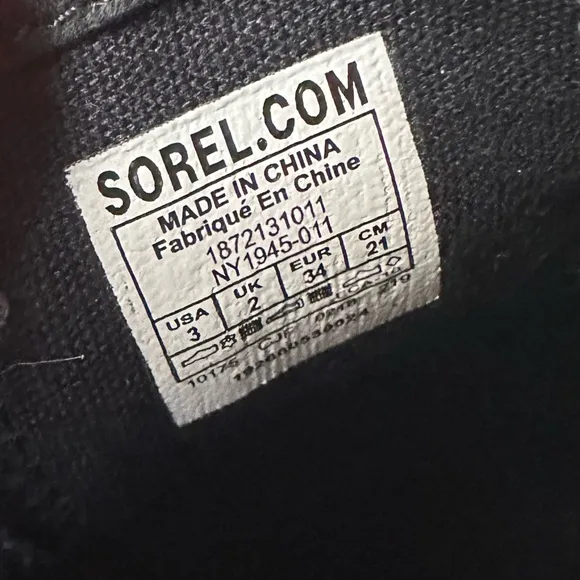 SOREL.COM
MADE IN CHINA
Fabriqué En Chine
1872131011
NY1945-011
USA UK EUR CM
3 2 34 21